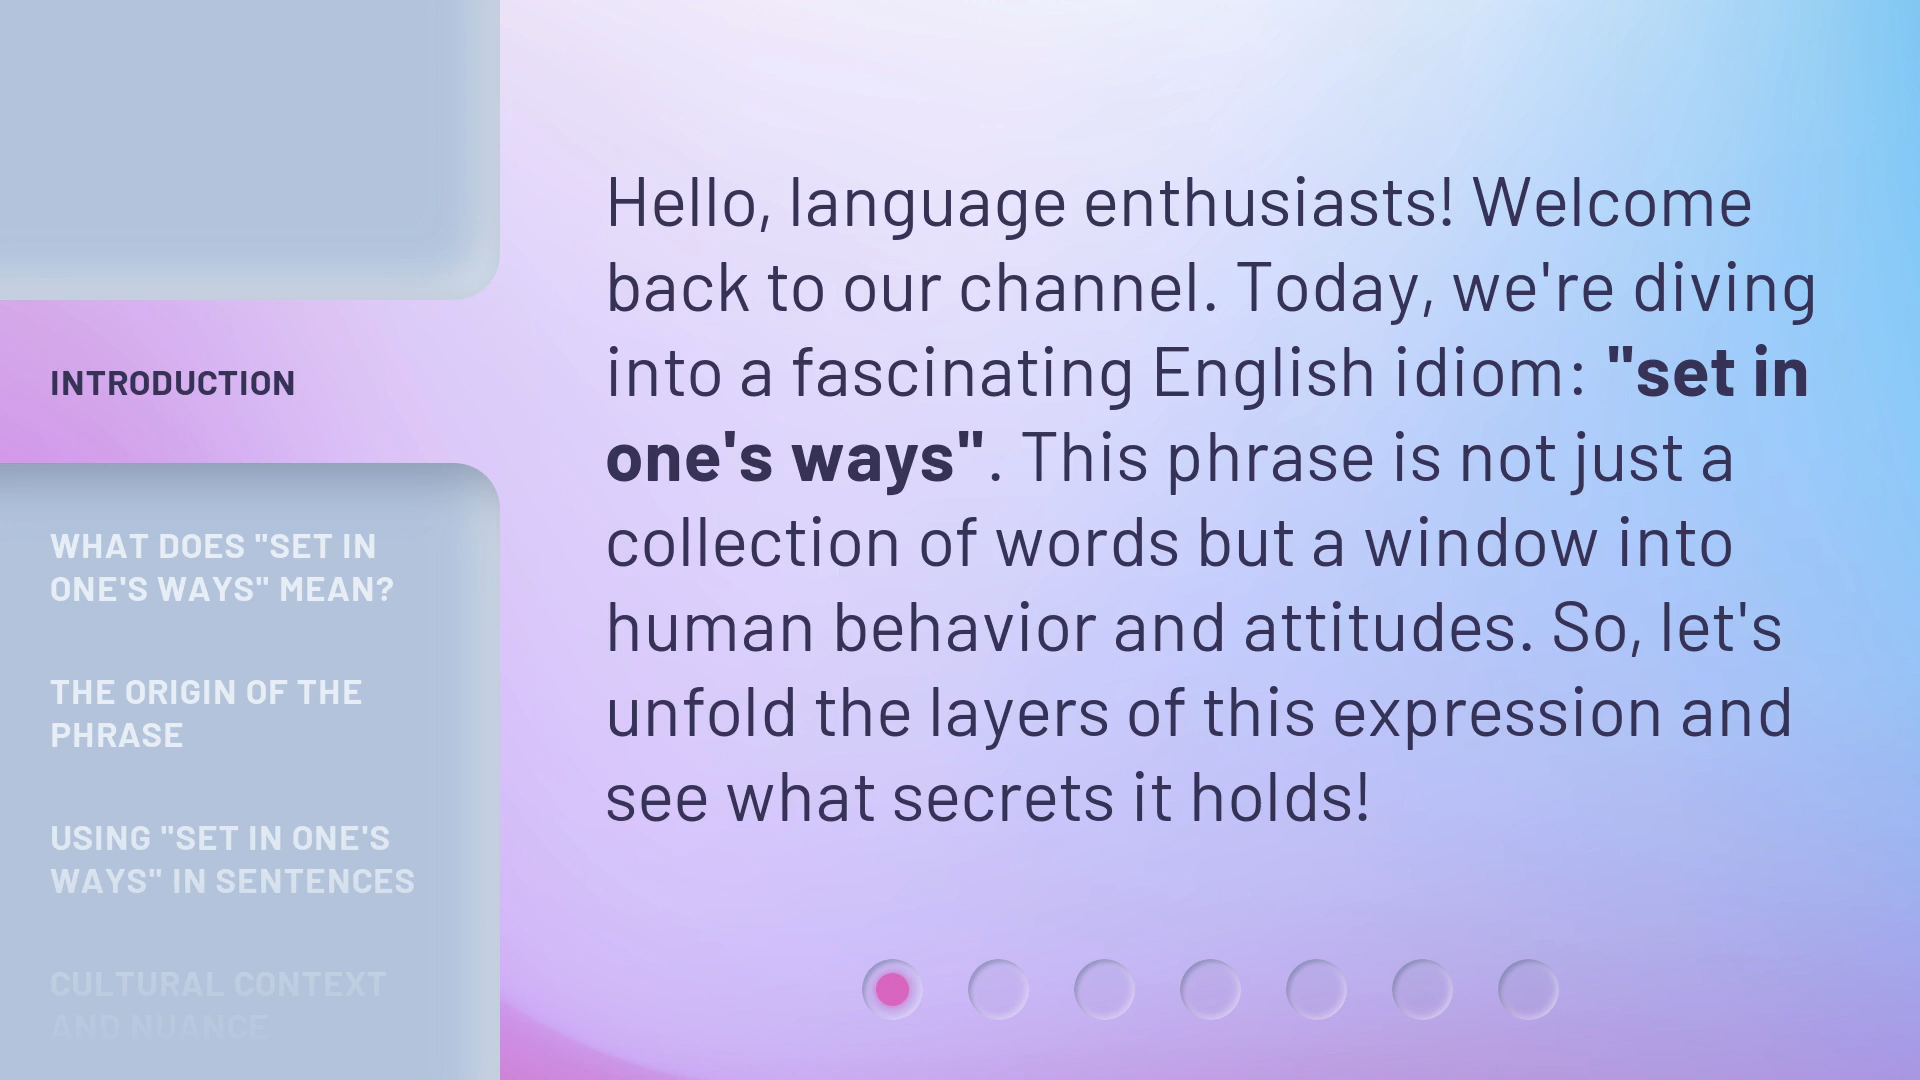 INTRODUCTION
WHAT DOES "SET IN
ONE'S WAYS" MEAN?
THE ORIGIN OF THE
PHRASE
USING "SET IN ONE'S
WAYS" IN SENTENCES
CULTURAL CONTEXT
AND NUANCE
Hello, language enthusiasts! Welcome
back to our channel. Today, we're diving
into a fascinating English idiom: "set in
one's ways". This phrase is not just a
collection of words but a window into
human behavior and attitudes. So, let's
unfold the layers of this expression and
see what secrets it holds!